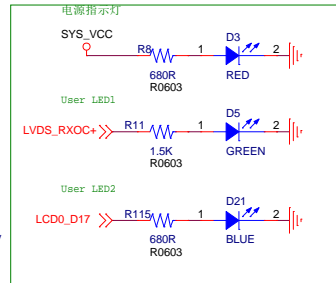 电源指示灯
SYS_VCC
R8 1 D3 2
680R RED
R0603
User LED1
LVDS_RXOC+ R11 1 D5 2
1.5K GREEN
R0603
User LED2
LCD0_D17 R115 1 D21 2
680R BLUE
R0603